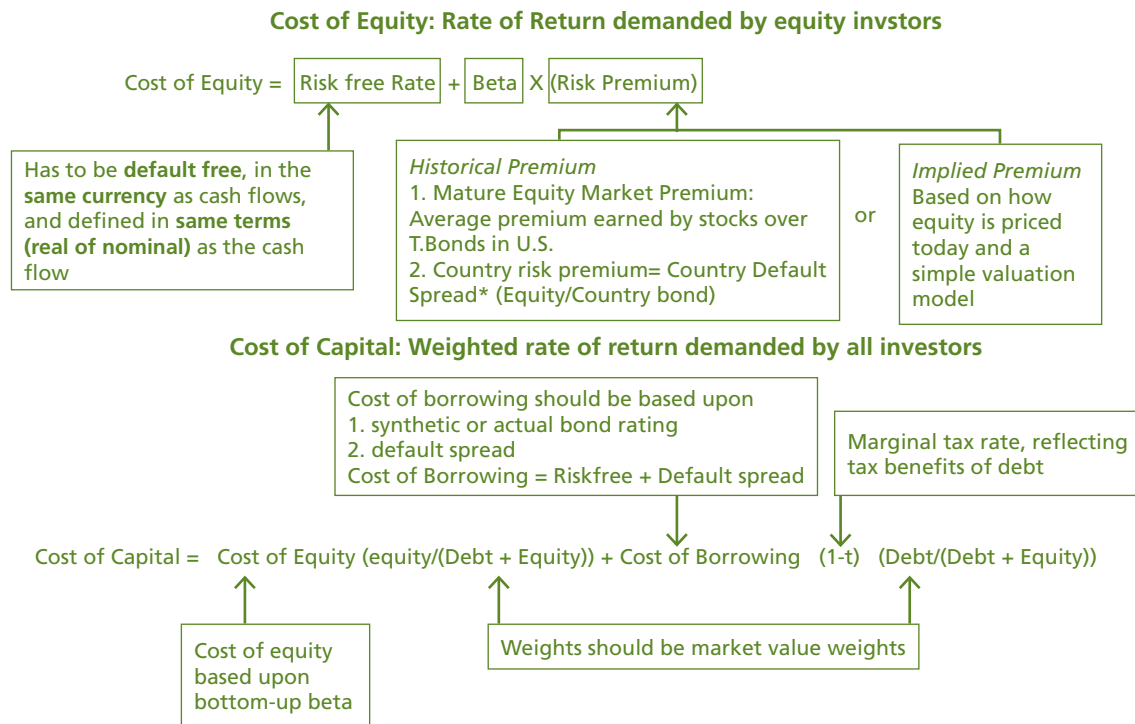 Cost of Equity: Rate of Return demanded by equity invstors
Cost of Equity = Risk free Rate + Beta X (Risk Premium)
Has to be default free, in the
same currency as cash flows,
and defined in same terms
(real of nominal) as the cash
flow
Historical Premium
1. Mature Equity Market Premium:
Average premium earned by stocks over
T.Bonds in U.S.
2. Country risk premium= Country Default
Spread* (Equity/Country bond)
or
Implied Premium
Based on how
equity is priced
today and a
simple valuation
model
Cost of Capital: Weighted rate of return demanded by all investors
Cost of borrowing should be based upon
1. synthetic or actual bond rating
2. default spread
Cost of Borrowing = Riskfree + Default spread
Marginal tax rate, reflecting
tax benefits of debt
Cost of Capital = Cost of Equity (equity/(Debt + Equity)) + Cost of Borrowing (1-t) (Debt/(Debt + Equity))
Cost of equity
based upon
bottom-up beta
Weights should be market value weights